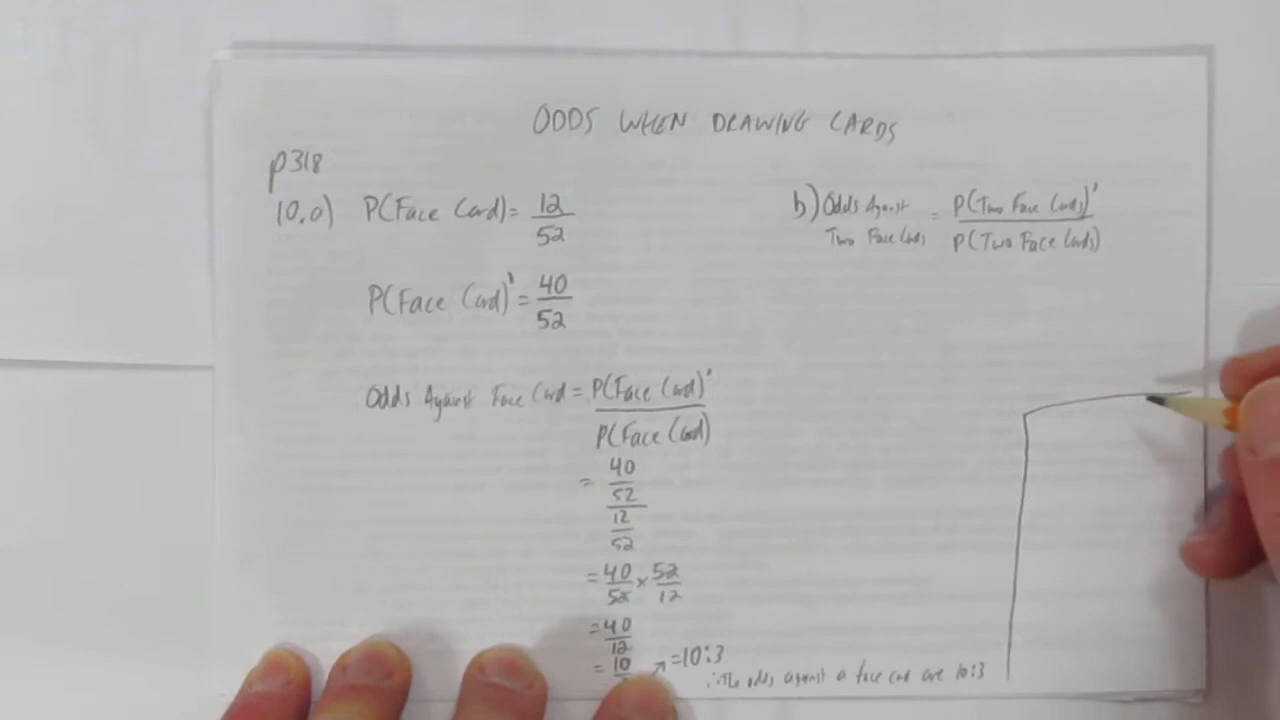 ODDS WHEN DRAWING CARDS
p318
10.a) P(Face Card) = 12/52
P(Face Card)' = 40/52
Odds Against Face Card = P(Face Card)'/P(Face Card)
= 40/52 / 12/52
= 40/52 × 52/12
= 40/12
= 10/ ↗ = 10:3
∴ The odds against a face card are 10:3
b) Odds Against
Two Face Cards = P(Two Face Cards)'/P(Two Face Cards)